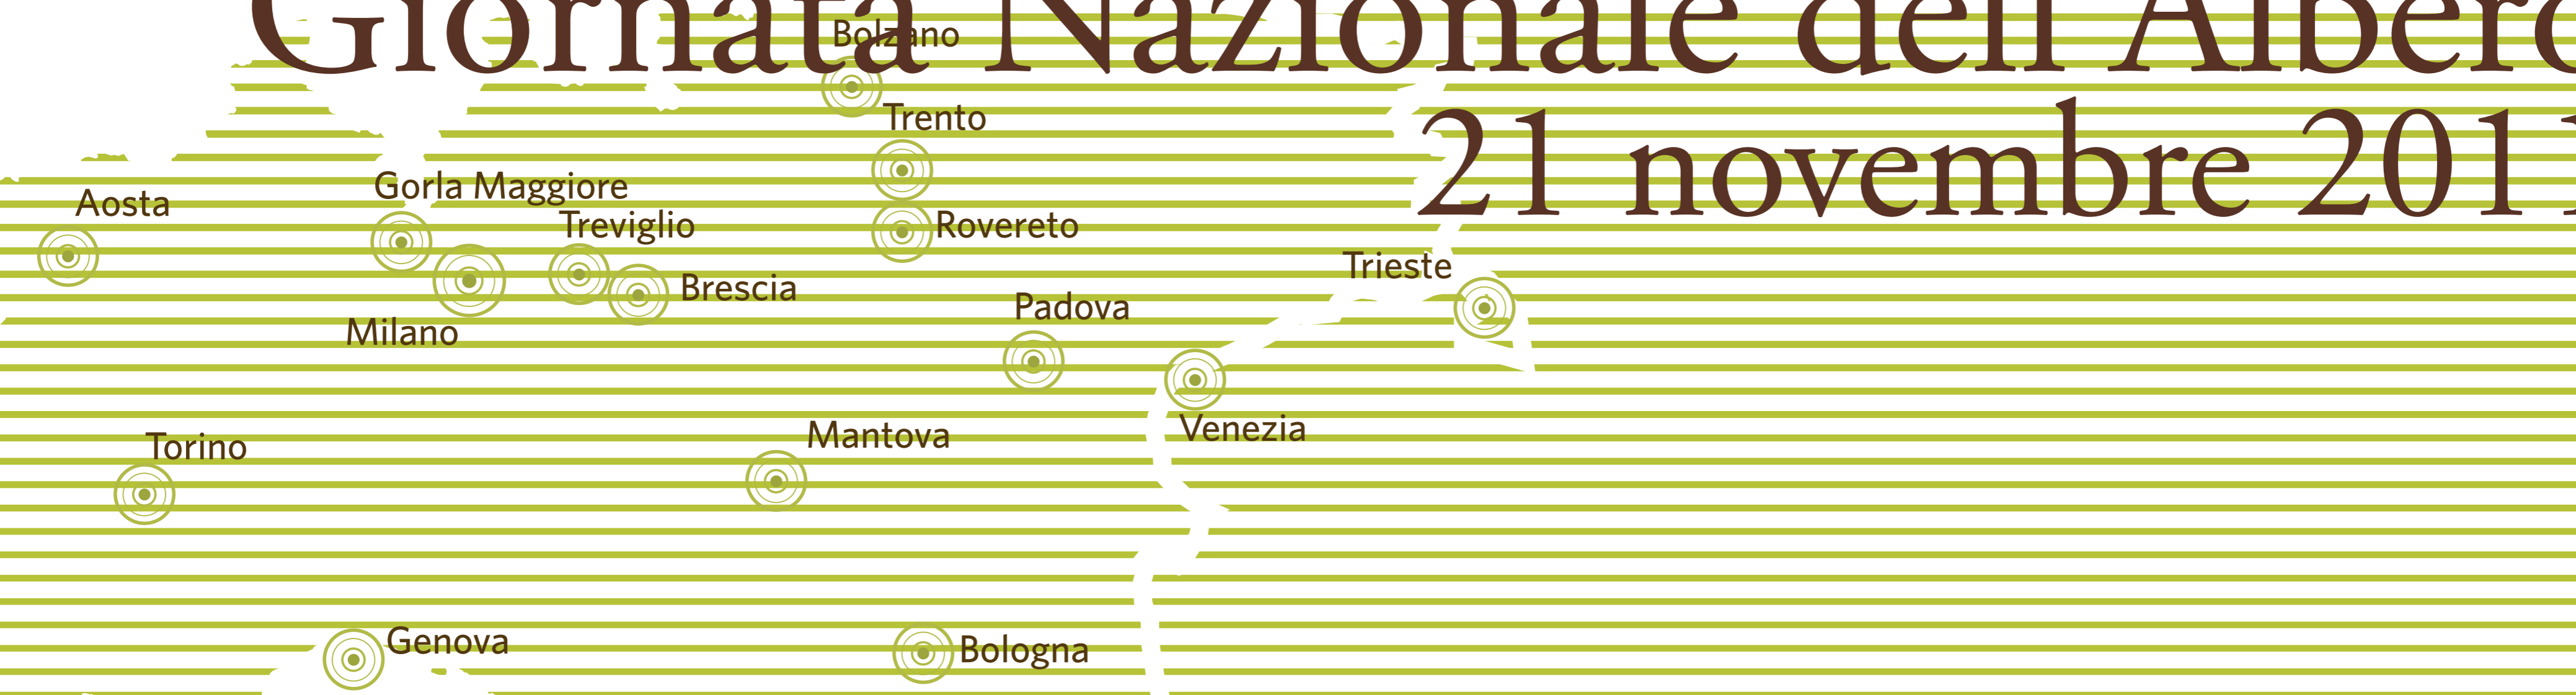 Giornata Nazionale dell'Albero
21 novembre 2011
Bolzano
Trento
Aosta
Gorla Maggiore
Treviglio
Rovereto
Trieste
Brescia
Padova
Milano
Venezia
Mantova
Torino
Genova
Bologna